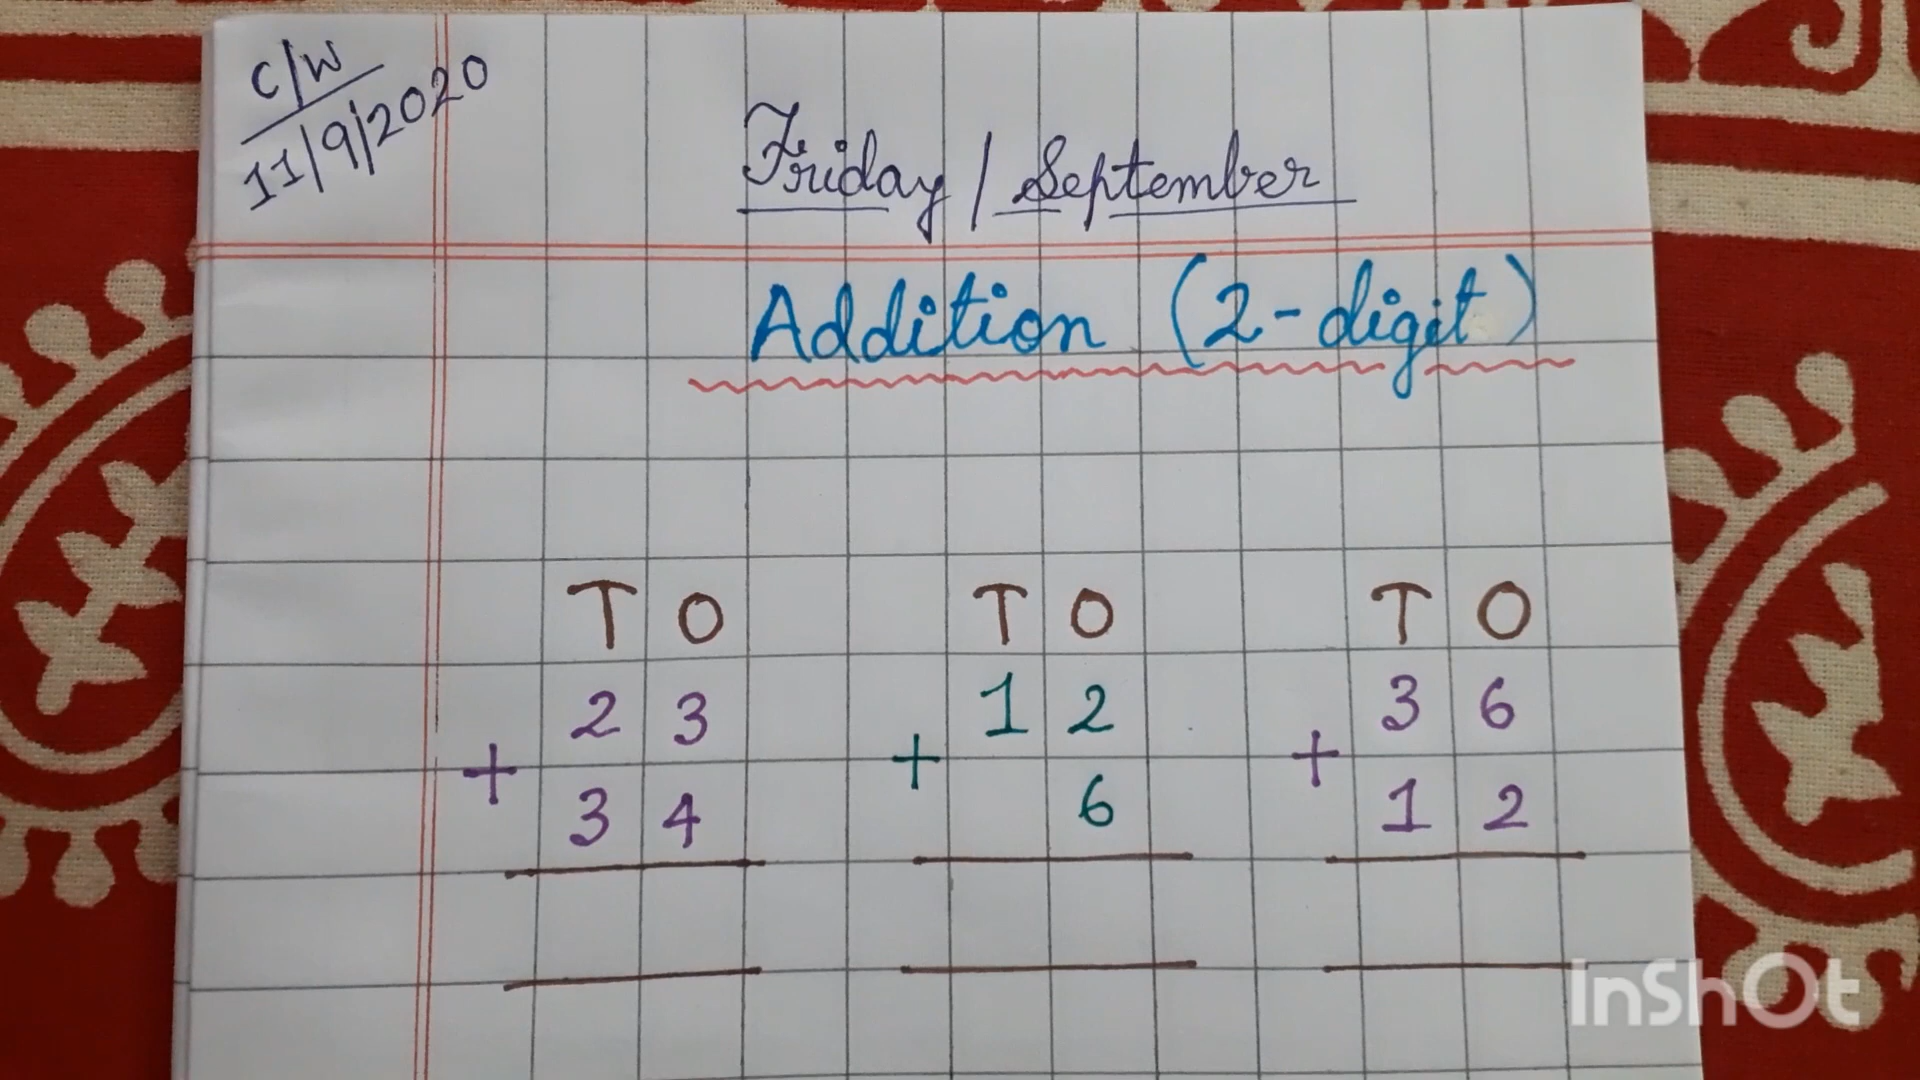 C/W
11/9/2020
Friday / September
Addition (2-digit)
T O T O T O
2 3 1 2 3 6
+ + +
3 4 6 1 2
InShOt